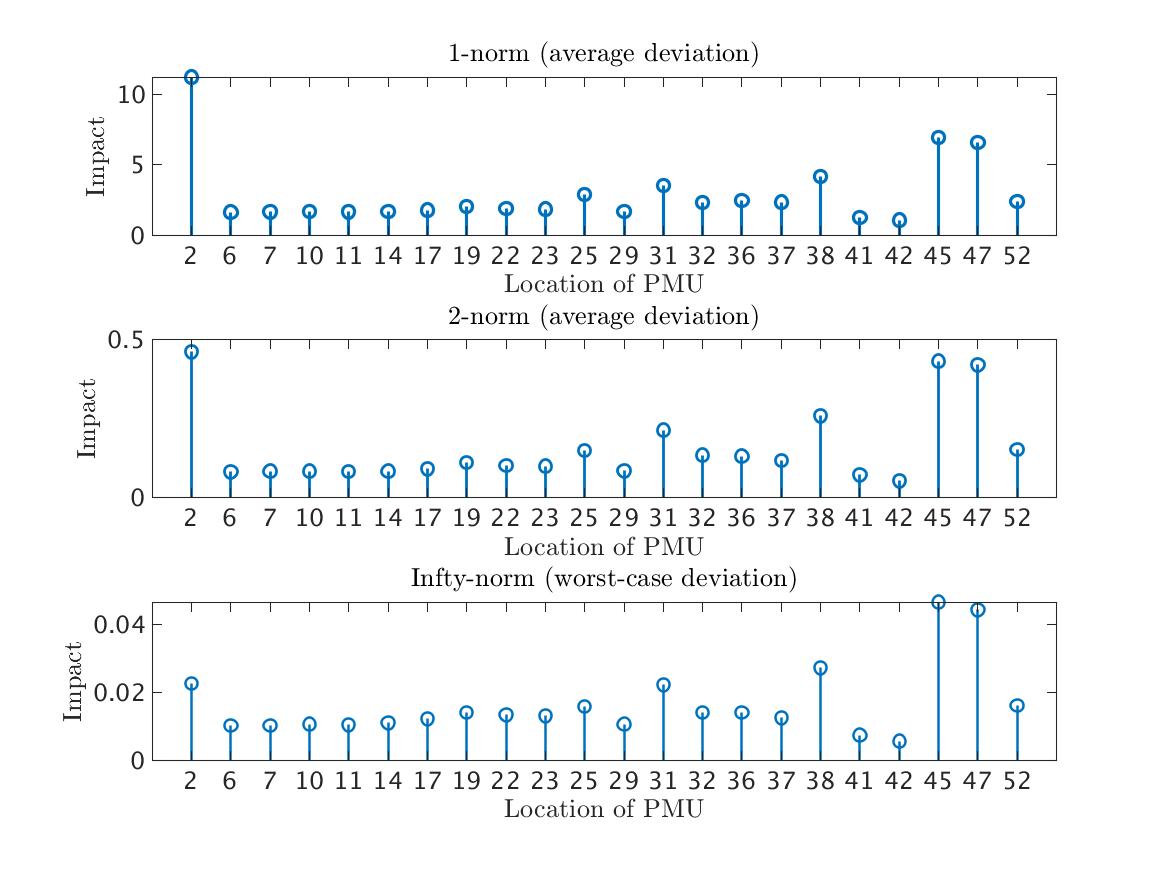 1-norm (average deviation)
10
5
0
Impact
2 6 7 10 11 14 17 19 22 23 25 29 31 32 36 37 38 41 42 45 47 52
Location of PMU
2-norm (average deviation)
0.5
0
Impact
2 6 7 10 11 14 17 19 22 23 25 29 31 32 36 37 38 41 42 45 47 52
Location of PMU
Infty-norm (worst-case deviation)
0.04
0.02
0
Impact
2 6 7 10 11 14 17 19 22 23 25 29 31 32 36 37 38 41 42 45 47 52
Location of PMU